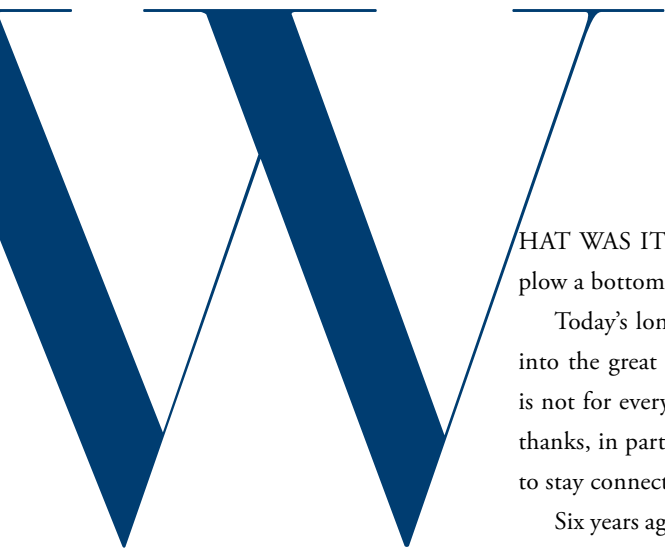 WHAT WAS IT
plow a bottom
Today’s lon
into the great
is not for every
thanks, in part
to stay connect
Six years ag